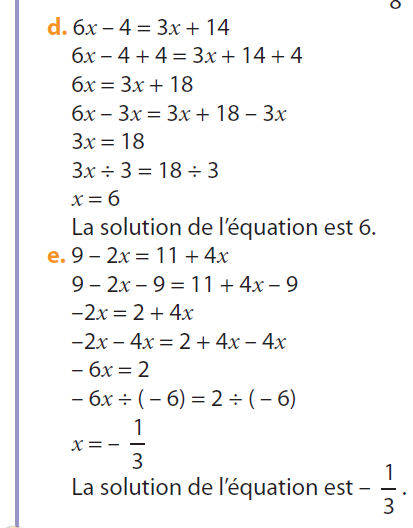 d. 6x – 4 = 3x + 14
6x – 4 + 4 = 3x + 14 + 4
6x = 3x + 18
6x – 3x = 3x + 18 – 3x
3x = 18
3x ÷ 3 = 18 ÷ 3
x = 6
La solution de l'équation est 6.
e. 9 – 2x = 11 + 4x
9 – 2x – 9 = 11 + 4x – 9
–2x = 2 + 4x
–2x – 4x = 2 + 4x – 4x
– 6x = 2
– 6x ÷ ( – 6) = 2 ÷ ( – 6)
x = – 1/3
La solution de l'équation est – 1/3.